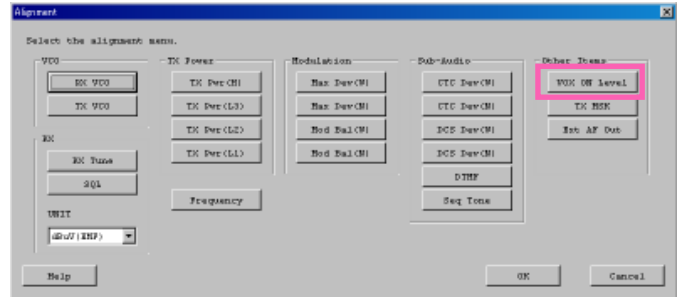 Alignment
Select the alignment menu.
VCO
RX VCO
TX VCO
RX
RX Tune
SQL
UNIT
dBuV(EMF)
TX Power
TX Pwr(H)
TX Pwr(L3)
TX Pwr(L2)
TX Pwr(L1)
Frequency
Modulation
Max Dev(W)
Max Dev(N)
Mod Bal(W)
Mod Bal(N)
Sub-Audio
CTC Dev(W)
CTC Dev(N)
DCS Dev(W)
DCS Dev(N)
DTMF
Seq Tone
Other Items
VOX ON Level
TX MSK
Ext AF Out
Help
OK
Cancel